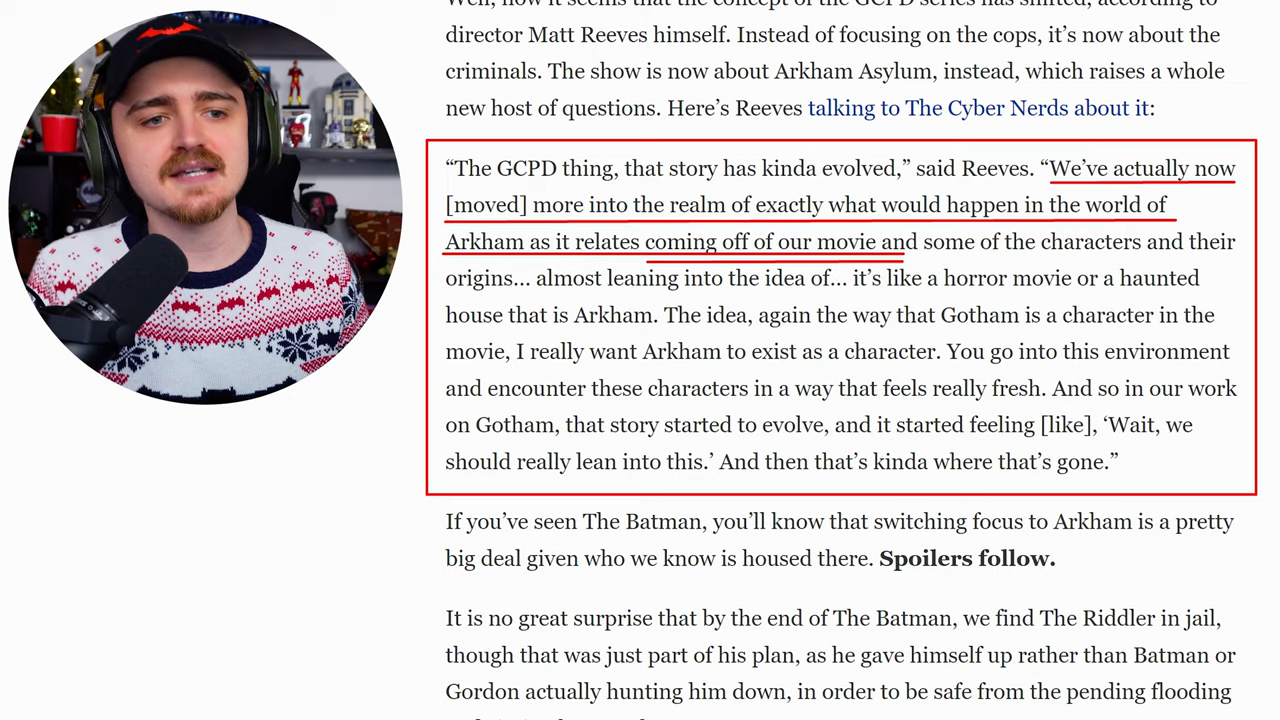 director Matt Reeves himself. Instead of focusing on the cops, it’s now about the
criminals. The show is now about Arkham Asylum, instead, which raises a whole
new host of questions. Here’s Reeves talking to The Cyber Nerds about it:
“The GCPD thing, that story has kinda evolved,” said Reeves. “We’ve actually now
[moved] more into the realm of exactly what would happen in the world of
Arkham as it relates coming off of our movie and some of the characters and their
origins… almost leaning into the idea of… it’s like a horror movie or a haunted
house that is Arkham. The idea, again the way that Gotham is a character in the
movie, I really want Arkham to exist as a character. You go into this environment
and encounter these characters in a way that feels really fresh. And so in our work
on Gotham, that story started to evolve, and it started feeling [like], ‘Wait, we
should really lean into this.’ And then that’s kinda where that’s gone.”
If you’ve seen The Batman, you’ll know that switching focus to Arkham is a pretty
big deal given who we know is housed there. Spoilers follow.
It is no great surprise that by the end of The Batman, we find The Riddler in jail,
though that was just part of his plan, as he gave himself up rather than Batman or
Gordon actually hunting him down, in order to be safe from the pending flooding